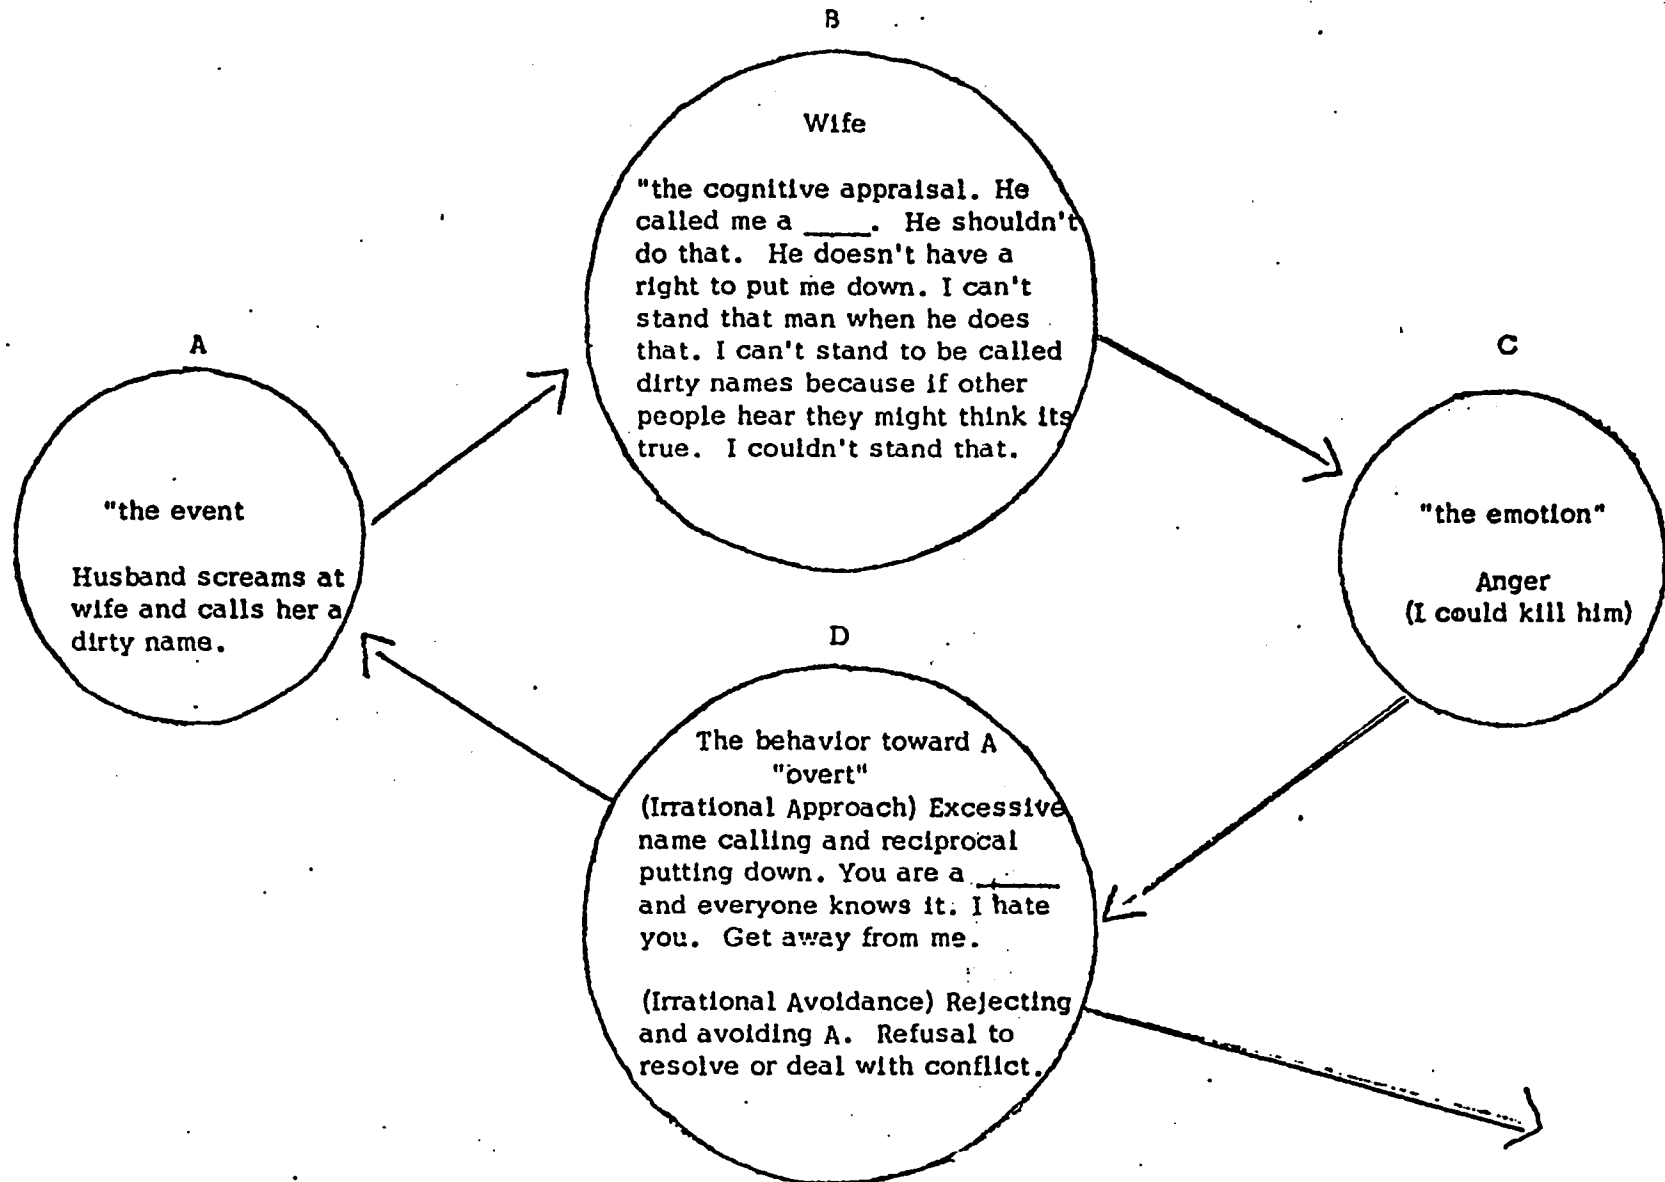 B
Wife
"the cognitive appraisal. He
called me a _____. He shouldn't
do that. He doesn't have a
right to put me down. I can't
stand that man when he does
that. I can't stand to be called
dirty names because if other
people hear they might think its
true. I couldn't stand that.
A
"the event
Husband screams at
wife and calls her a
dirty name.
C
"the emotion"
Anger
(I could kill him)
D
The behavior toward A
"overt"
(Irrational Approach) Excessive
name calling and reciprocal
putting down. You are a ______
and everyone knows it. I hate
you. Get away from me.
(Irrational Avoidance) Rejecting
and avoiding A. Refusal to
resolve or deal with conflict.